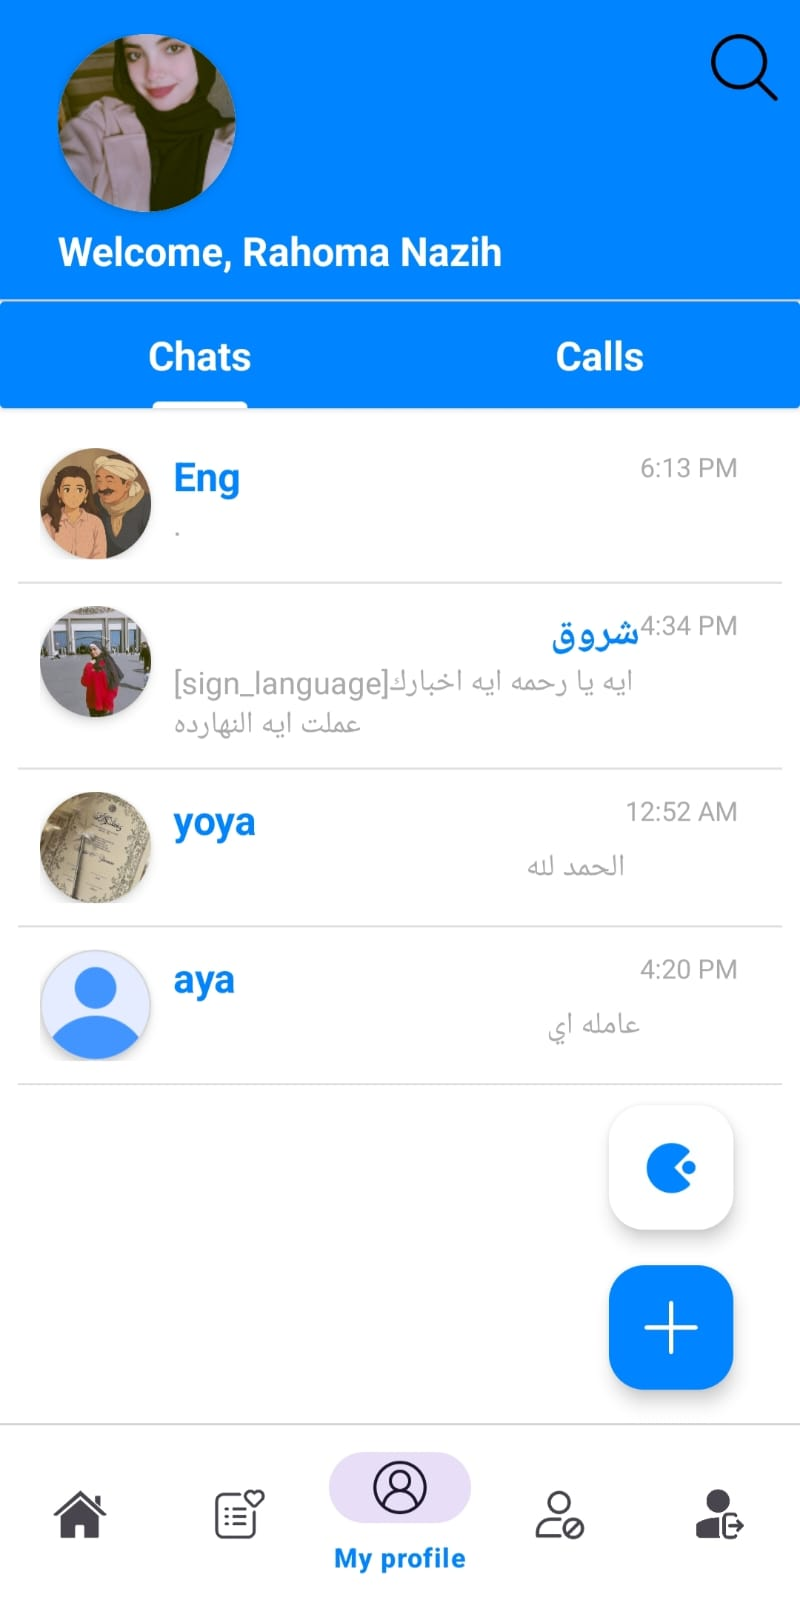 Welcome, Rahoma Nazih
Chats
Calls
Eng
6:13 PM
.
شروق
4:34 PM
[sign_language]ايه يا رحمه ايه اخبارك
عملت ايه النهارده
yoya
12:52 AM
الحمد لله
aya
4:20 PM
عامله اي
My profile